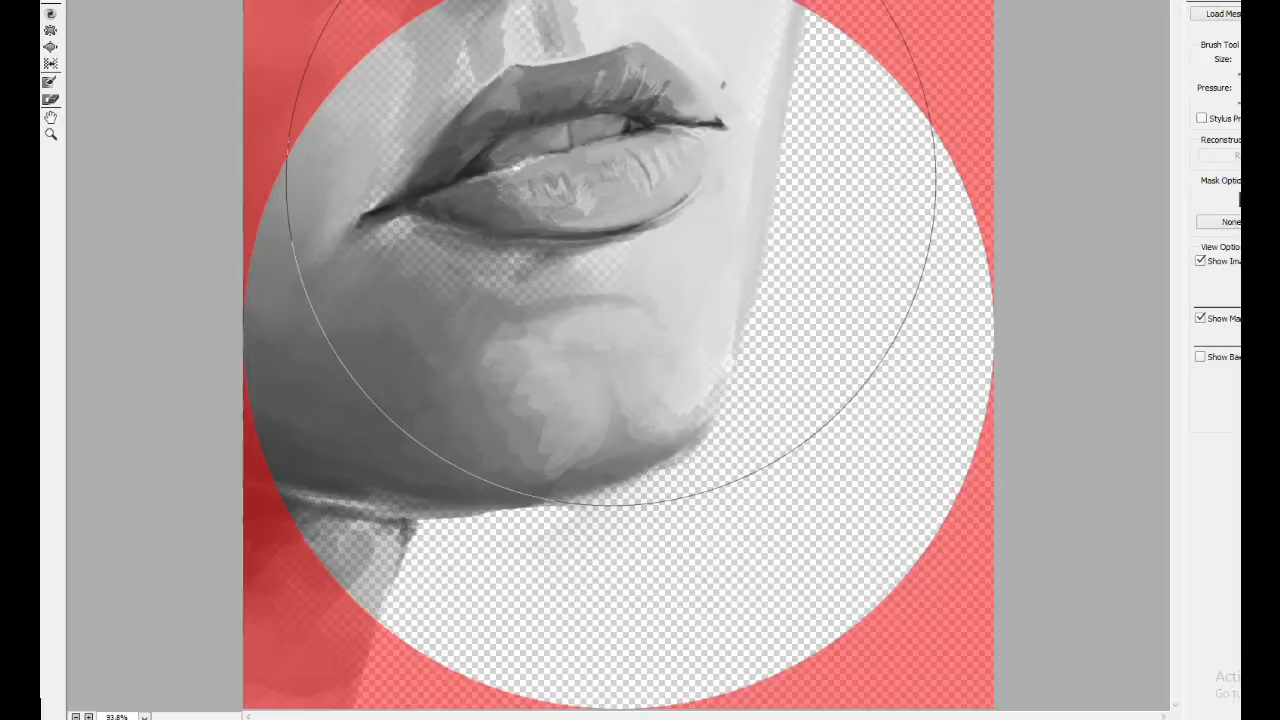 Load Mes
Brush Tool
Size:
Pressure:
Stylus Pr
Reconstruc
R
Mask Optio
None
View Optio
Show Im
Show Ma
Show Ba
Acti
Go to
93.8%